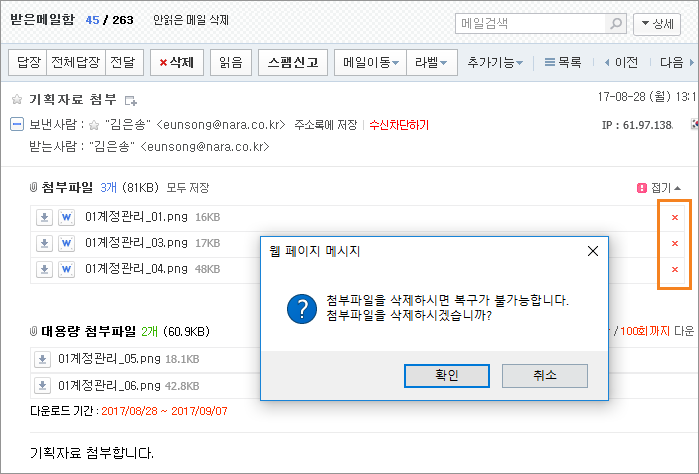 받은메일함 45 / 263 안읽은 메일 삭제
메일검색
상세
답장 전체답장 전달 삭제 읽음 스팸신고 메일이동 라벨 추가기능 목록 이전 다음
기획자료 첨부
17-08-28 (월) 13:1
보낸사람 : "김은송" <eunsong@nara.co.kr> 주소록에 저장 | 수신차단하기
IP : 61.97.138.
받는사람 : "김은송" <eunsong@nara.co.kr>
첨부파일 3개 (81KB) 모두 저장
접기
W 01계정관리_01.png 16KB
W 01계정관리_03.png 17KB
W 01계정관리_04.png 48KB
웹 페이지 메시지
첨부파일을 삭제하시면 복구가 불가능합니다.
첨부파일을 삭제하시겠습니까?
확인 취소
대용량 첨부파일 2개 (60.9KB)
/ 100회까지 다운
01계정관리_05.png 18.1KB
01계정관리_06.png 42.8KB
다운로드 기간 : 2017/08/28 ~ 2017/09/07
기획자료 첨부합니다.